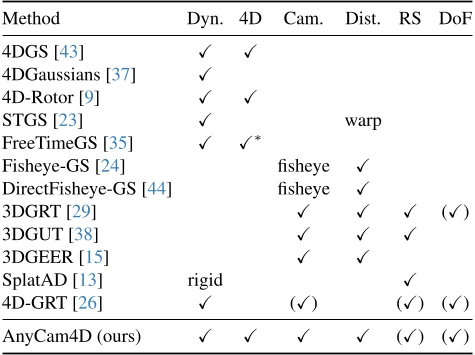 Method Dyn. 4D Cam. Dist. RS DoF
4DGS [43] ✓ ✓
4DGaussians [37] ✓
4D-Rotor [9] ✓ ✓
STGS [23] ✓ warp
FreeTimeGS [35] ✓ ✓*
Fisheye-GS [24] fisheye ✓
DirectFisheye-GS [44] fisheye ✓
3DGRT [29] ✓ ✓ ✓ (✓)
3DGUT [38] ✓ ✓ ✓
3DGEER [15] ✓ ✓
SplatAD [13] rigid ✓
4D-GRT [26] ✓ (✓) (✓) (✓)
AnyCam4D (ours) ✓ ✓ ✓ ✓ (✓) (✓)